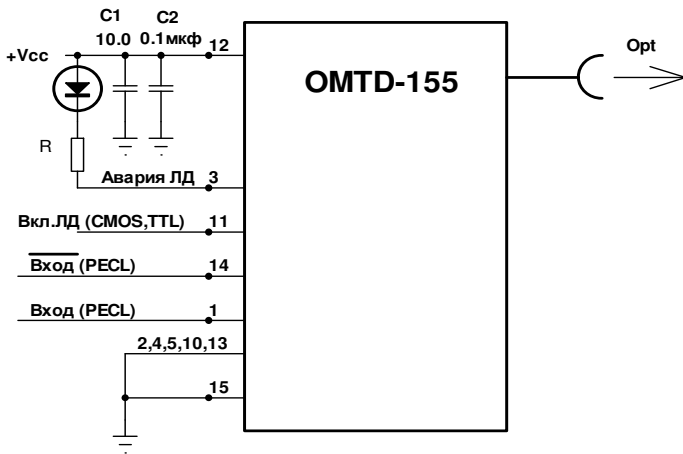 C1 C2
10.0 0.1мкф
+Vcc
12
OMTD-155
Opt
R
Авария ЛД 3
Вкл.ЛД (CMOS,TTL) 11
Вход (PECL) 14
Вход (PECL) 1
2,4,5,10,13
15